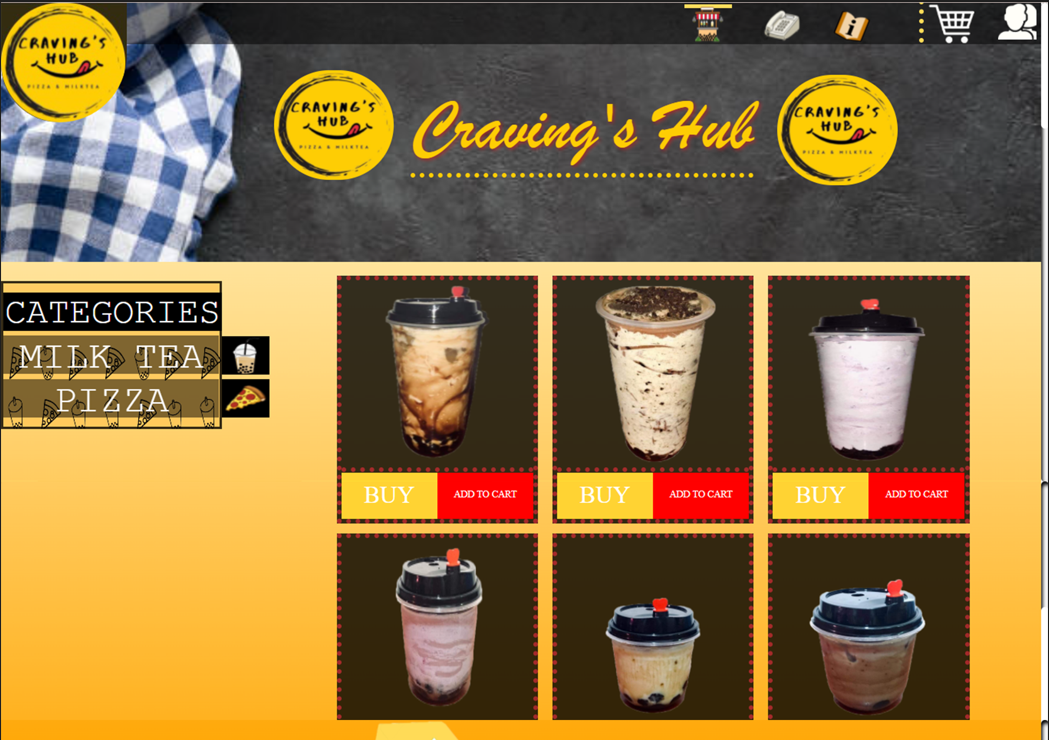 CRAVING'S
HUB
PIZZA & MILKTEA
CRAVING'S
HUB
PIZZA & MILKTEA
Craving's Hub
CRAVING'S
HUB
PIZZA & MILKTEA
CATEGORIES
MILK TEA
PIZZA
BUY ADD TO CART
BUY ADD TO CART
BUY ADD TO CART